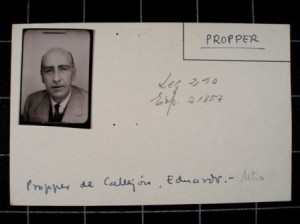 PROPPER
Leg 290
Exp. 21857
Propper de Callejón, Eduardo.-